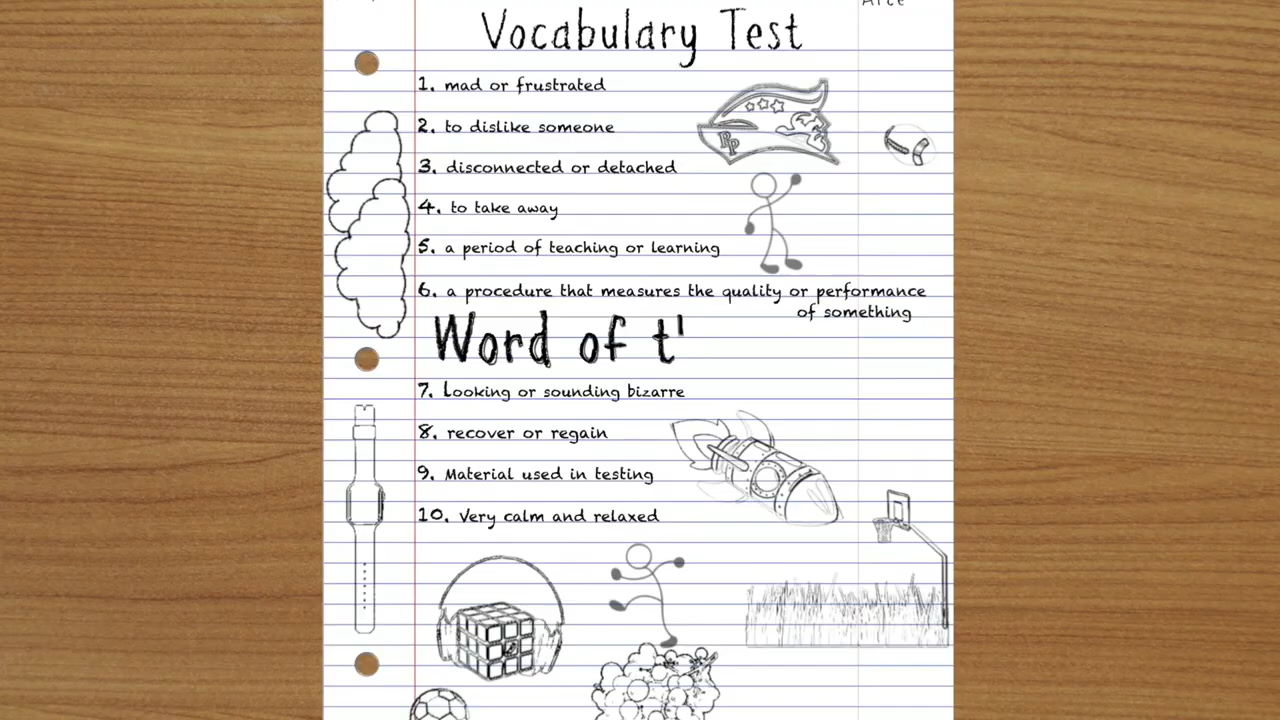 Vocabulary Test
1. mad or frustrated
2. to dislike someone
3. disconnected or detached
4. to take away
5. a period of teaching or learning
6. a procedure that measures the quality or performance
of something
Word of t'
7. Looking or sounding bizarre
8. recover or regain
9. Material used in testing
10. Very calm and relaxed